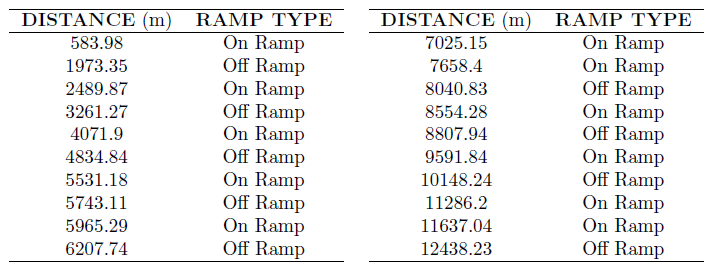 DISTANCE (m) RAMP TYPE
583.98 On Ramp
1973.35 Off Ramp
2489.87 On Ramp
3261.27 Off Ramp
4071.9 On Ramp
4834.84 Off Ramp
5531.18 On Ramp
5743.11 Off Ramp
5965.29 On Ramp
6207.74 Off Ramp
DISTANCE (m) RAMP TYPE
7025.15 On Ramp
7658.4 On Ramp
8040.83 Off Ramp
8554.28 On Ramp
8807.94 Off Ramp
9591.84 On Ramp
10148.24 Off Ramp
11286.2 On Ramp
11637.04 On Ramp
12438.23 Off Ramp